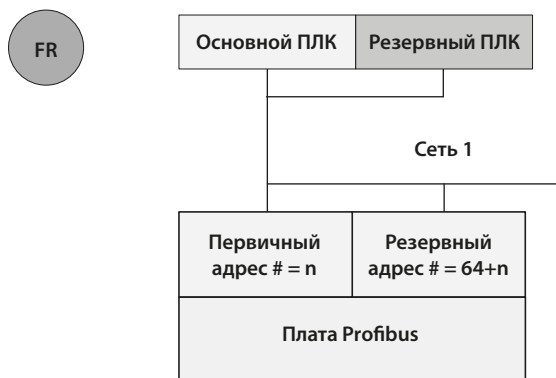 FR
Основной ПЛК
Резервный ПЛК
Сеть 1
Первичный
адрес # = n
Резервный
адрес # = 64+n
Плата Profibus